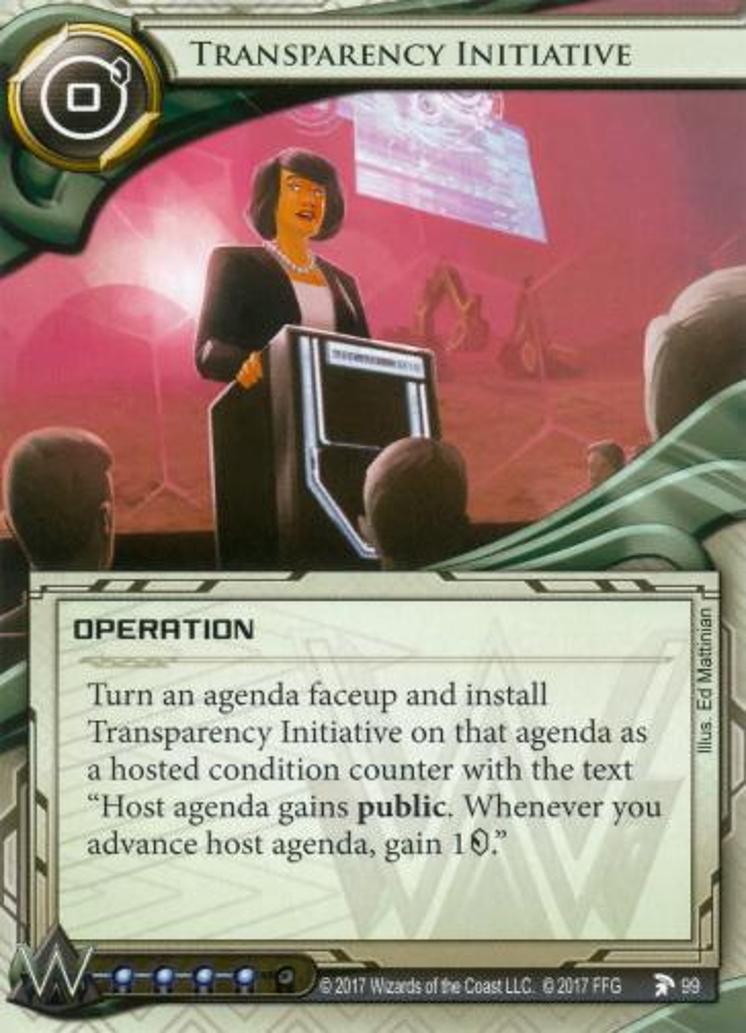 Transparency Initiative
0
OPERATION
Turn an agenda faceup and install
Transparency Initiative on that agenda as
a hosted condition counter with the text
“Host agenda gains public. Whenever you
advance host agenda, gain 1.”
Illus. Ed Mattinian
© 2017 Wizards of the Coast LLC. © 2017 FFG 99